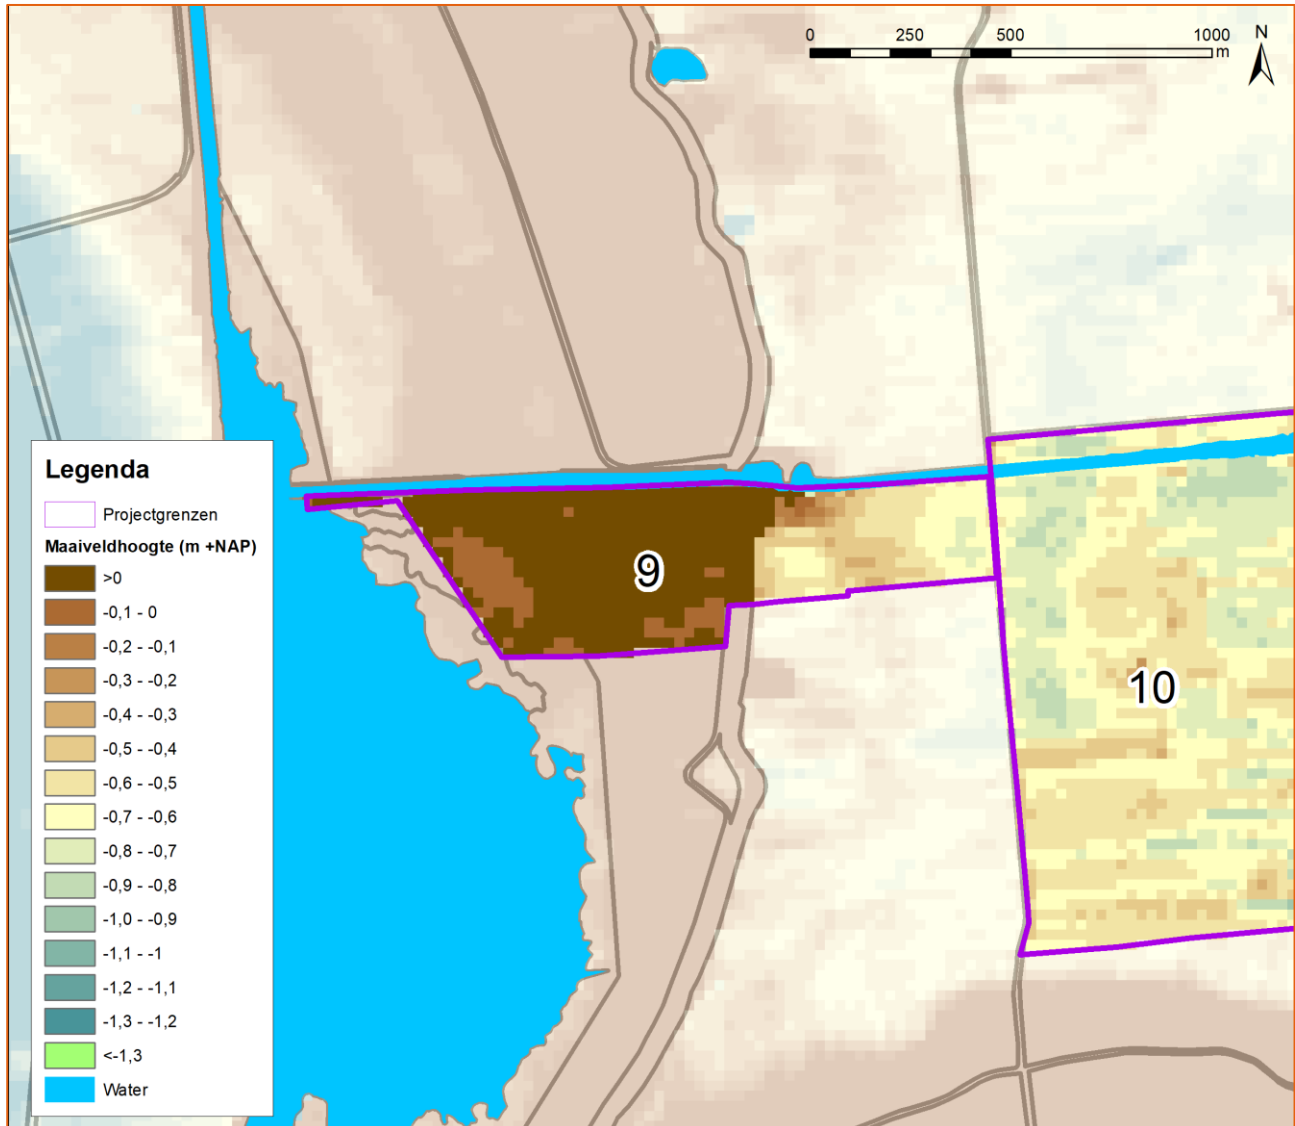 0 250 500 1000
m
N
Legenda
Projectgrenzen
Maaiveldhoogte (m +NAP)
>0
-0,1 - 0
-0,2 - -0,1
-0,3 - -0,2
-0,4 - -0,3
-0,5 - -0,4
-0,6 - -0,5
-0,7 - -0,6
-0,8 - -0,7
-0,9 - -0,8
-1,0 - -0,9
-1,1 - -1
-1,2 - -1,1
-1,3 - -1,2
<-1,3
Water
9
10